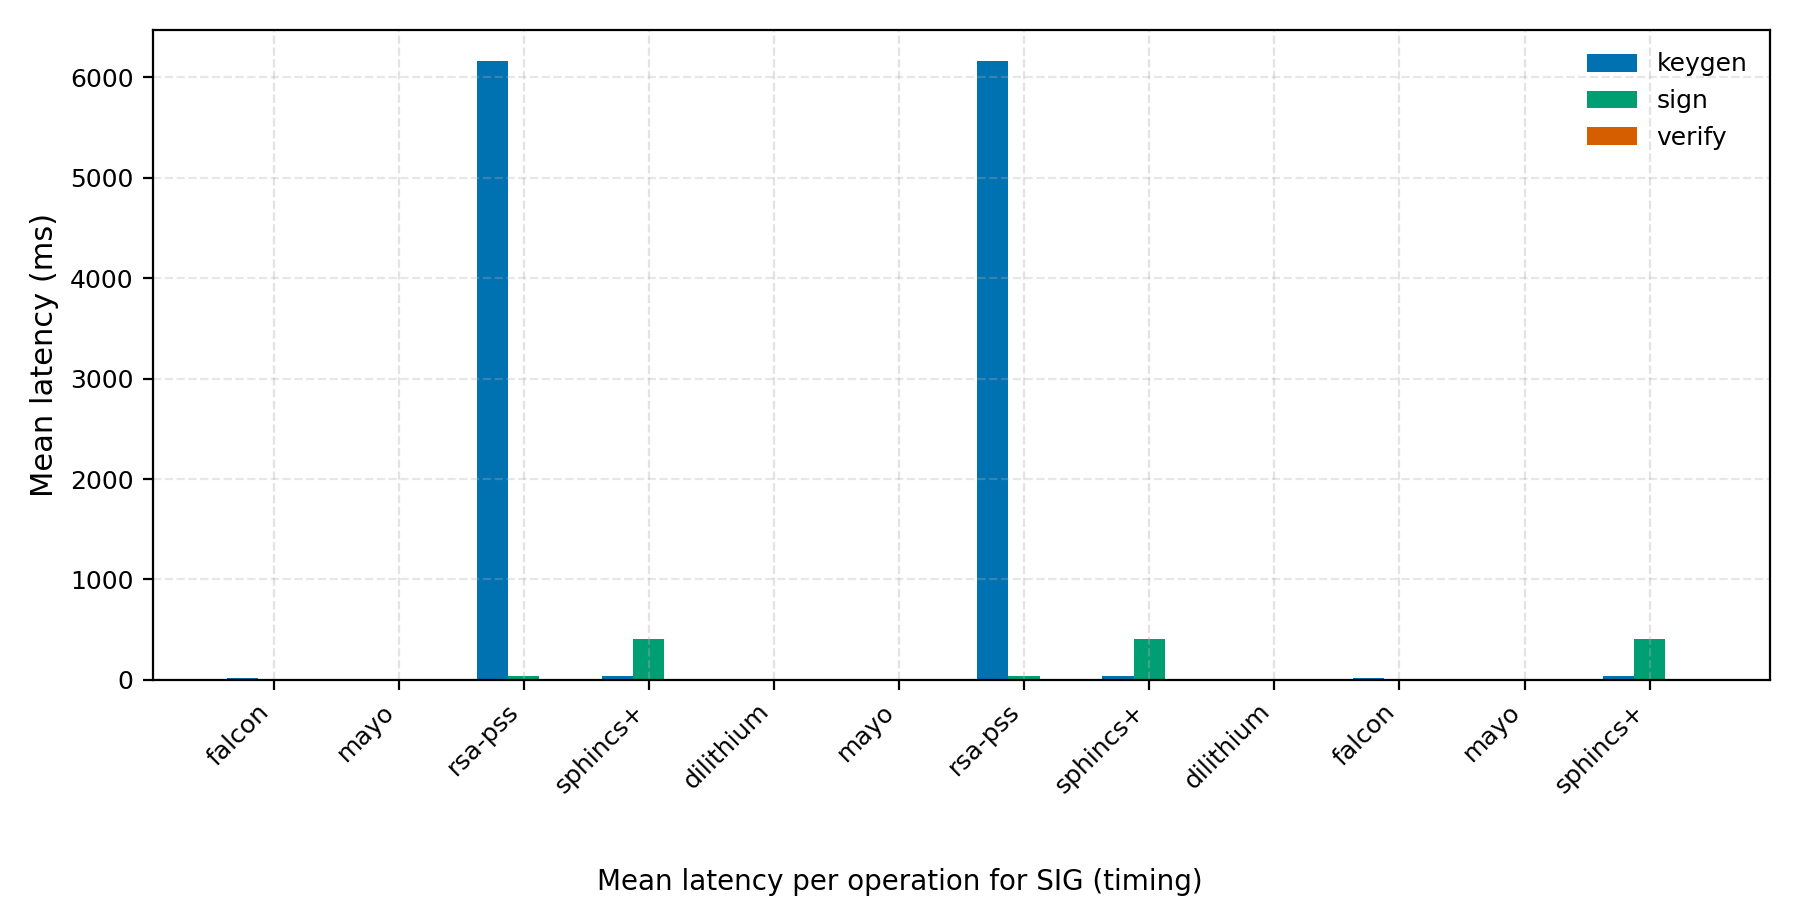 Mean latency (ms)
6000
5000
4000
3000
2000
1000
0
keygen
sign
verify
falcon
mayo
rsa-pss
sphincs+
dilithium
mayo
rsa-pss
sphincs+
dilithium
falcon
mayo
sphincs+
Mean latency per operation for SIG (timing)